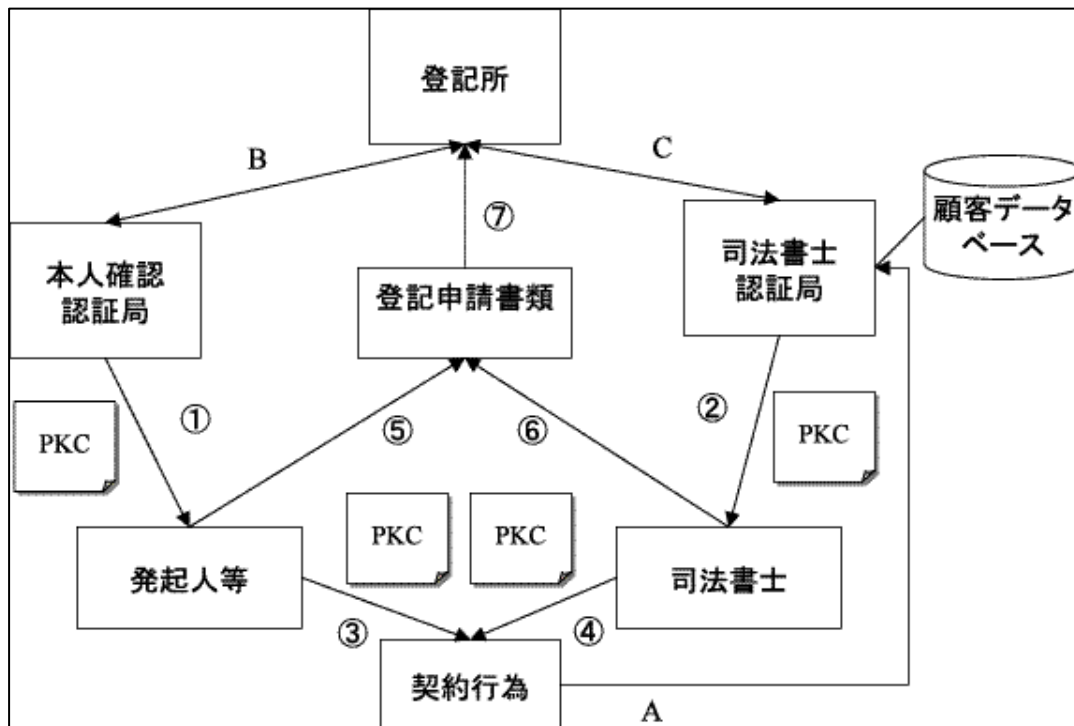 登記所
B
C
顧客データ
ベース
⑦
本人確認
認証局
登記申請書類
司法書士
認証局
①
⑤
⑥
②
PKC
PKC
PKC
PKC
発起人等
司法書士
③
④
契約行為
A